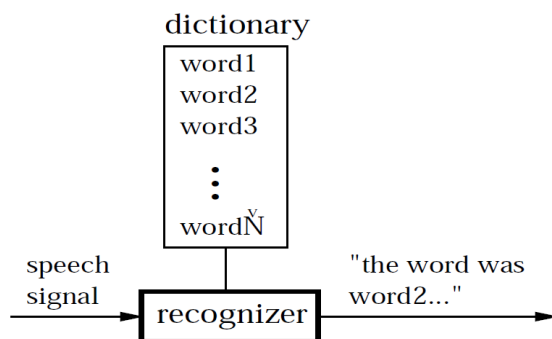 dictionary
word1
word2
word3
⋮
wordŇ
speech
signal
recognizer
"the word was
word2..."